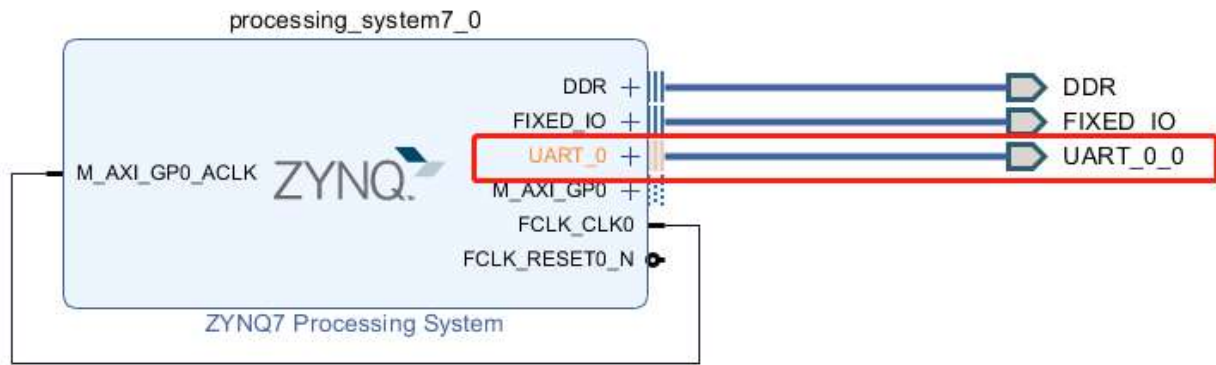 processing_system7_0
DDR
DDR
FIXED_IO
FIXED_IO
UART_0
UART_0_0
M_AXI_GP0_ACLK
ZYNQ
M_AXI_GP0
FCLK_CLK0
FCLK_RESET0_N
ZYNQ7 Processing System